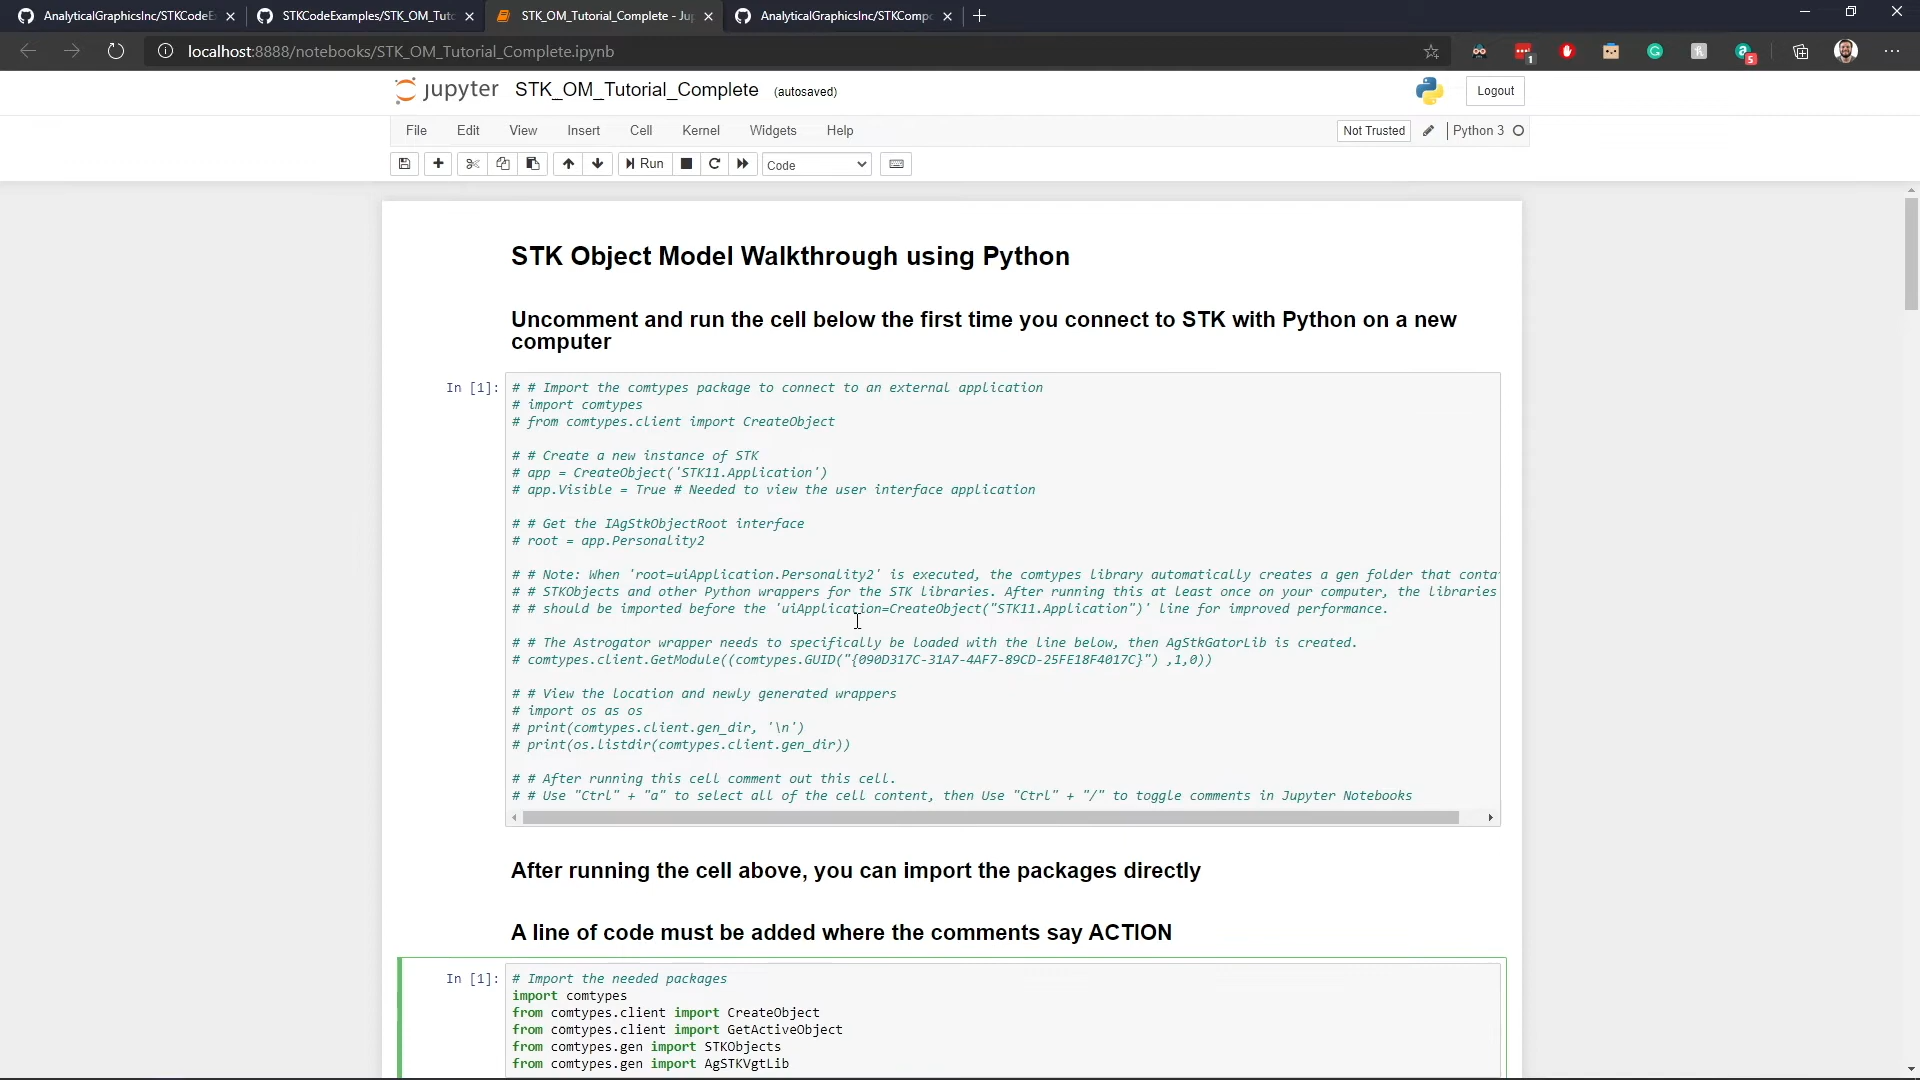 AnalyticalGraphicsInc/STKCodeE
STKCodeExamples/STK_OM_Tuto
STK_OM_Tutorial_Complete - Ju
AnalyticalGraphicsInc/STKCompo
localhost:8888/notebooks/STK_OM_Tutorial_Complete.ipynb
1
5
jupyter STK_OM_Tutorial_Complete (autosaved)
Logout
File Edit View Insert Cell Kernel Widgets Help
Not Trusted
Python 3
Run
Code
STK Object Model Walkthrough using Python
Uncomment and run the cell below the first time you connect to STK with Python on a new
computer
In [1]: # # Import the comtypes package to connect to an external application
# import comtypes
# from comtypes.client import CreateObject
# # Create a new instance of STK
# app = CreateObject('STK11.Application')
# app.Visible = True # Needed to view the user interface application
# # Get the IAgStkObjectRoot interface
# root = app.Personality2
# # Note: When 'root=uiApplication.Personality2' is executed, the comtypes library automatically creates a gen folder that conta
# # STKObjects and other Python wrappers for the STK libraries. After running this at least once on your computer, the libraries
# # should be imported before the 'uiApplication=CreateObject("STK11.Application")' line for improved performance.
# # The Astrogator wrapper needs to specifically be loaded with the line below, then AgStkGatorLib is created.
# comtypes.client.GetModule((comtypes.GUID("{090D317C-31A7-4AF7-89CD-25FE18F4017C}") ,1,0))
# # View the location and newly generated wrappers
# import os as os
# print(comtypes.client.gen_dir, '\n')
# print(os.listdir(comtypes.client.gen_dir))
# # After running this cell comment out this cell.
# # Use "Ctrl" + "a" to select all of the cell content, then Use "Ctrl" + "/" to toggle comments in Jupyter Notebooks
After running the cell above, you can import the packages directly
A line of code must be added where the comments say ACTION
In [1]: # Import the needed packages
import comtypes
from comtypes.client import CreateObject
from comtypes.client import GetActiveObject
from comtypes.gen import STKObjects
from comtypes.gen import AgSTKVgtLib